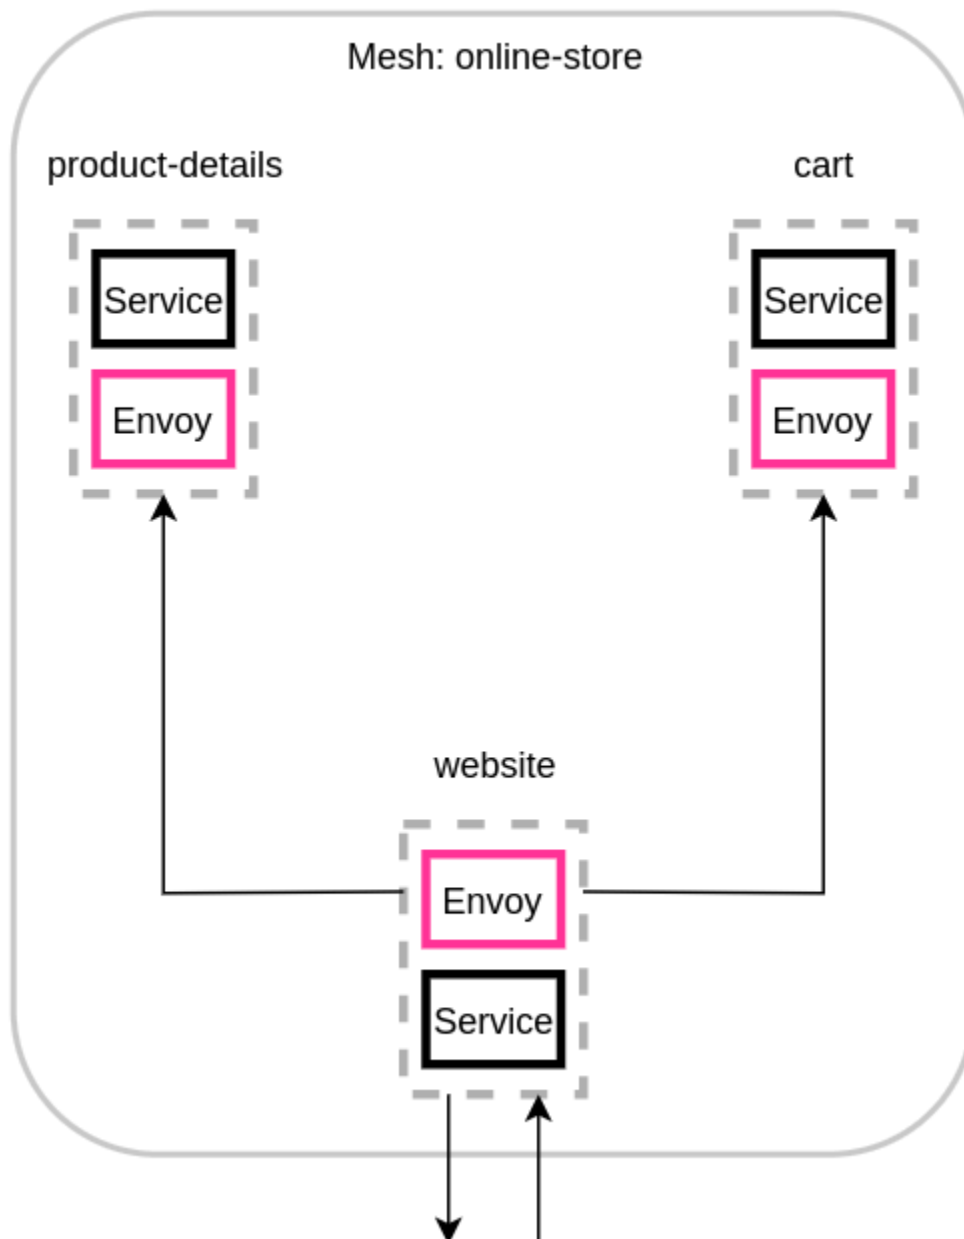 Mesh: online-store
product-details
cart
Service
Service
Envoy
Envoy
website
Envoy
Service